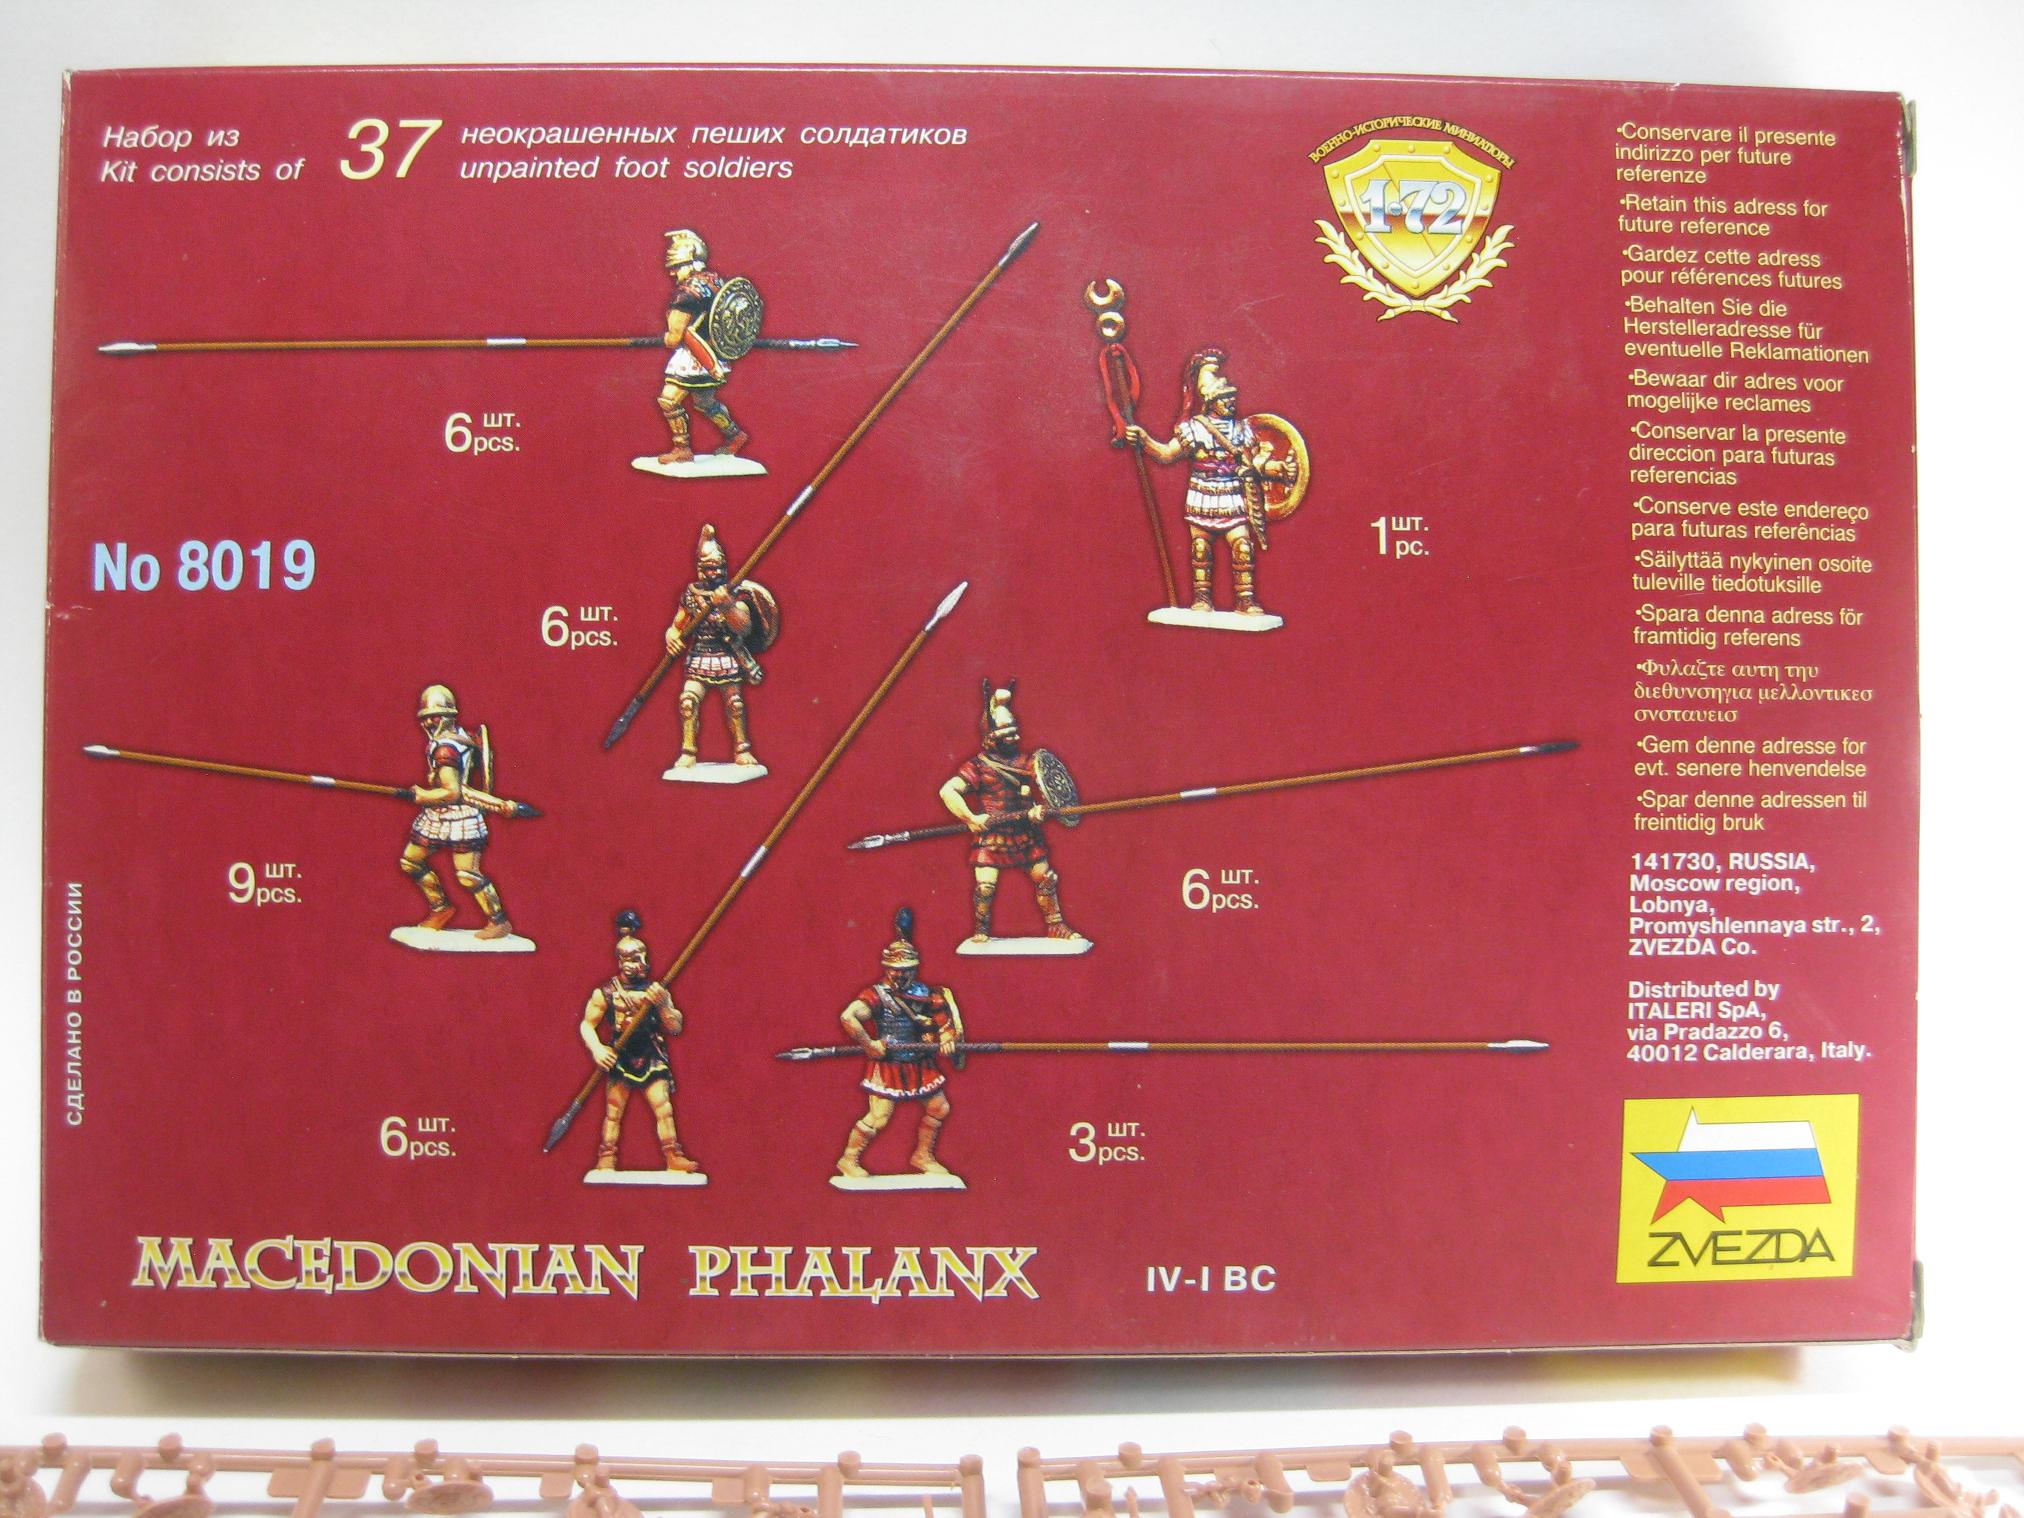 Набор из 37 неокрашенных пеших солдатиков
Kit consists of unpainted foot soldiers
ВОЕННО-ИСТОРИЧЕСКИЕ МИНИАТЮРЫ
1·72
6 шт.
pcs.
1 шт.
pc.
No 8019
6 шт.
pcs.
9 шт.
pcs.
6 шт.
pcs.
6 шт.
pcs.
3 шт.
pcs.
СДЕЛАНО В РОССИИ
MACEDONIAN PHALANX IV-I BC
•Conservare il presente
indirizzo per future
referenze
•Retain this adress for
future reference
•Gardez cette adress
pour références futures
•Behalten Sie die
Herstelleradresse für
eventuelle Reklamationen
•Bewaar dir adres voor
mogelijke reclames
•Conservar la presente
direccion para futuras
referencias
•Conserve este endereço
para futuras referências
•Säilyttää nykyinen osoite
tuleville tiedotuksille
•Spara denna adress för
framtidig referens
•Φυλαζτε αυτη την
διεθυνσηγια μελλοντικεσ
συσταυεισ
•Gem denne adresse for
evt. senere henvendelse
•Spar denne adressen til
freintidig bruk
141730, RUSSIA,
Moscow region,
Lobnya,
Promyshlennaya str., 2,
ZVEZDA Co.
Distributed by
ITALERI SpA,
via Pradazzo 6,
40012 Calderara, Italy.
ZVEZDA